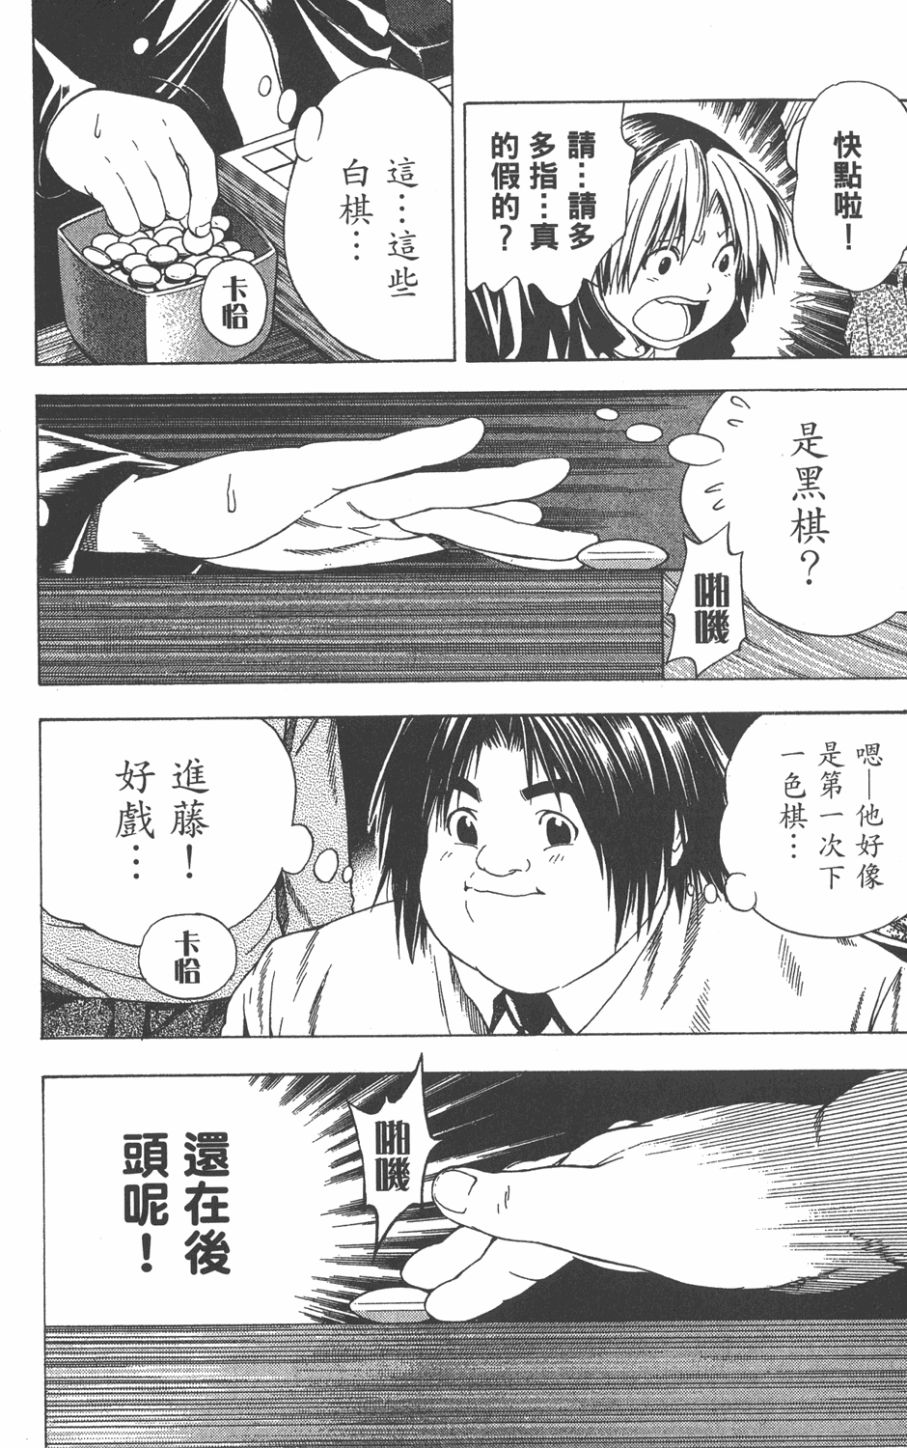 快點啦！
請…請多
多指…真
的假的？
這…這些
白棋…
卡
恰
是黑棋？
啪
嘰
嗯—他好像
是第一次下
一色棋…
進藤！
好戲…
卡
恰
啪
嘰
還在後
頭呢！